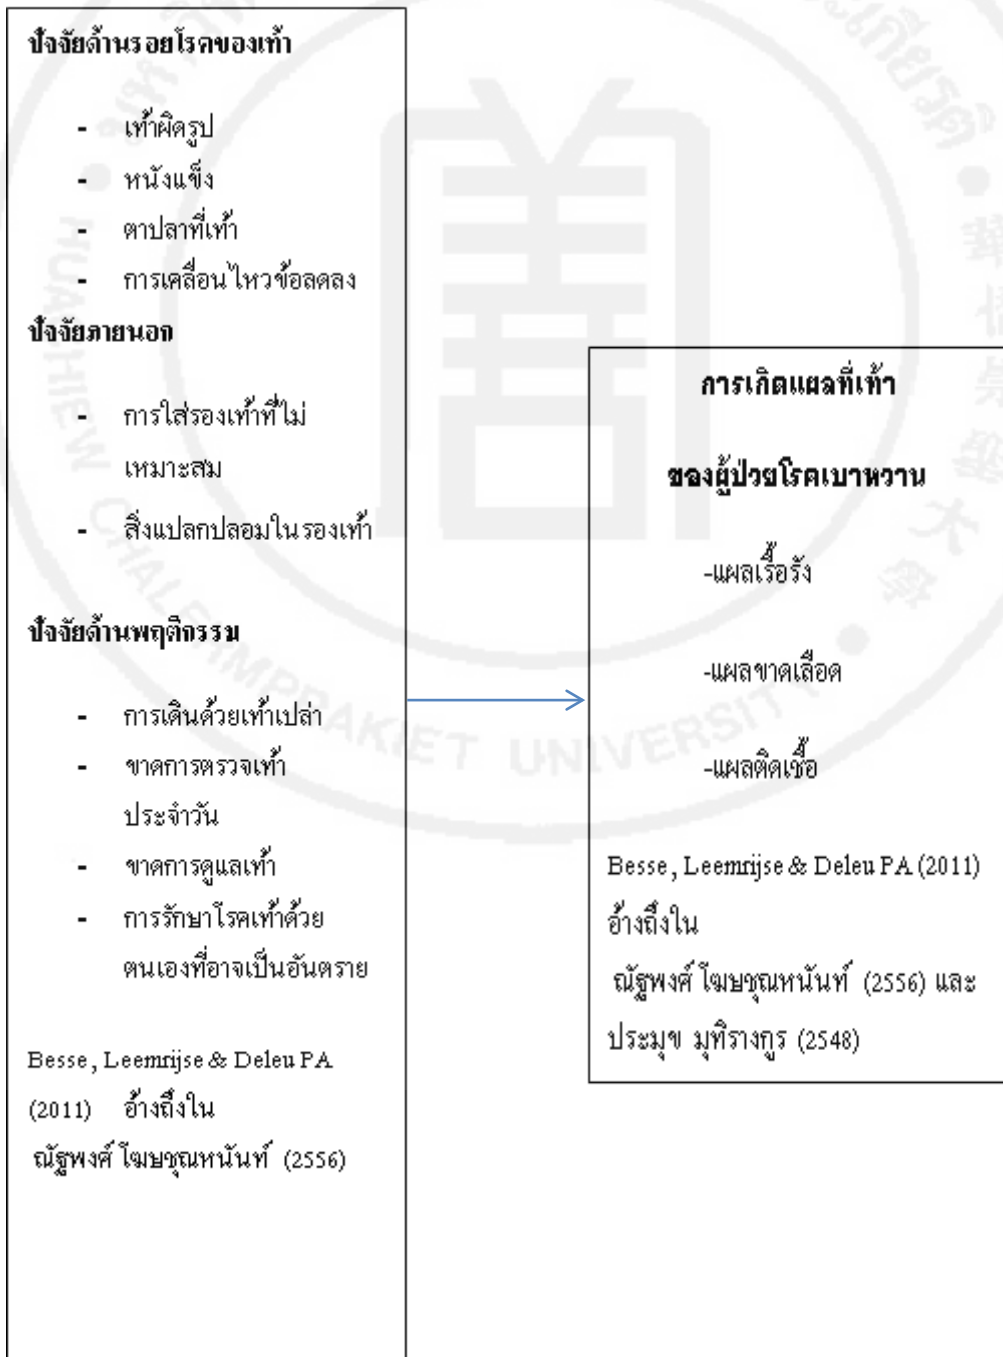 ปัจจัยด้านรอยโรคของเท้า
- เท้าผิดรูป
- หนังแข็ง
- ตาปลาที่เท้า
- การเคลื่อนไหวข้อลดลง
ปัจจัยภายนอก
- การใส่รองเท้าที่ไม่
เหมาะสม
- สิ่งแปลกปลอมในรองเท้า
ปัจจัยด้านพฤติกรรม
- การเดินด้วยเท้าเปล่า
- ขาดการตรวจเท้า
ประจำวัน
- ขาดการดูแลเท้า
- การรักษาโรคเท้าด้วย
ตนเองที่อาจเป็นอันตราย
Besse, Leemrijse & Deleu PA
(2011) อ้างถึงใน
ณัฐพงศ์ โฆษชุณหนันท์ (2556)
การเกิดแผลที่เท้า
ของผู้ป่วยโรคเบาหวาน
-แผลเรื้อรัง
-แผลขาดเลือด
-แผลติดเชื้อ
Besse, Leemrijse & Deleu PA (2011)
อ้างถึงใน
ณัฐพงศ์ โฆษชุณหนันท์ (2556) และ
ประมุข มุทิรางกูร (2548)
HUACHIEW CHALERMPRAKIET UNIVERSITY